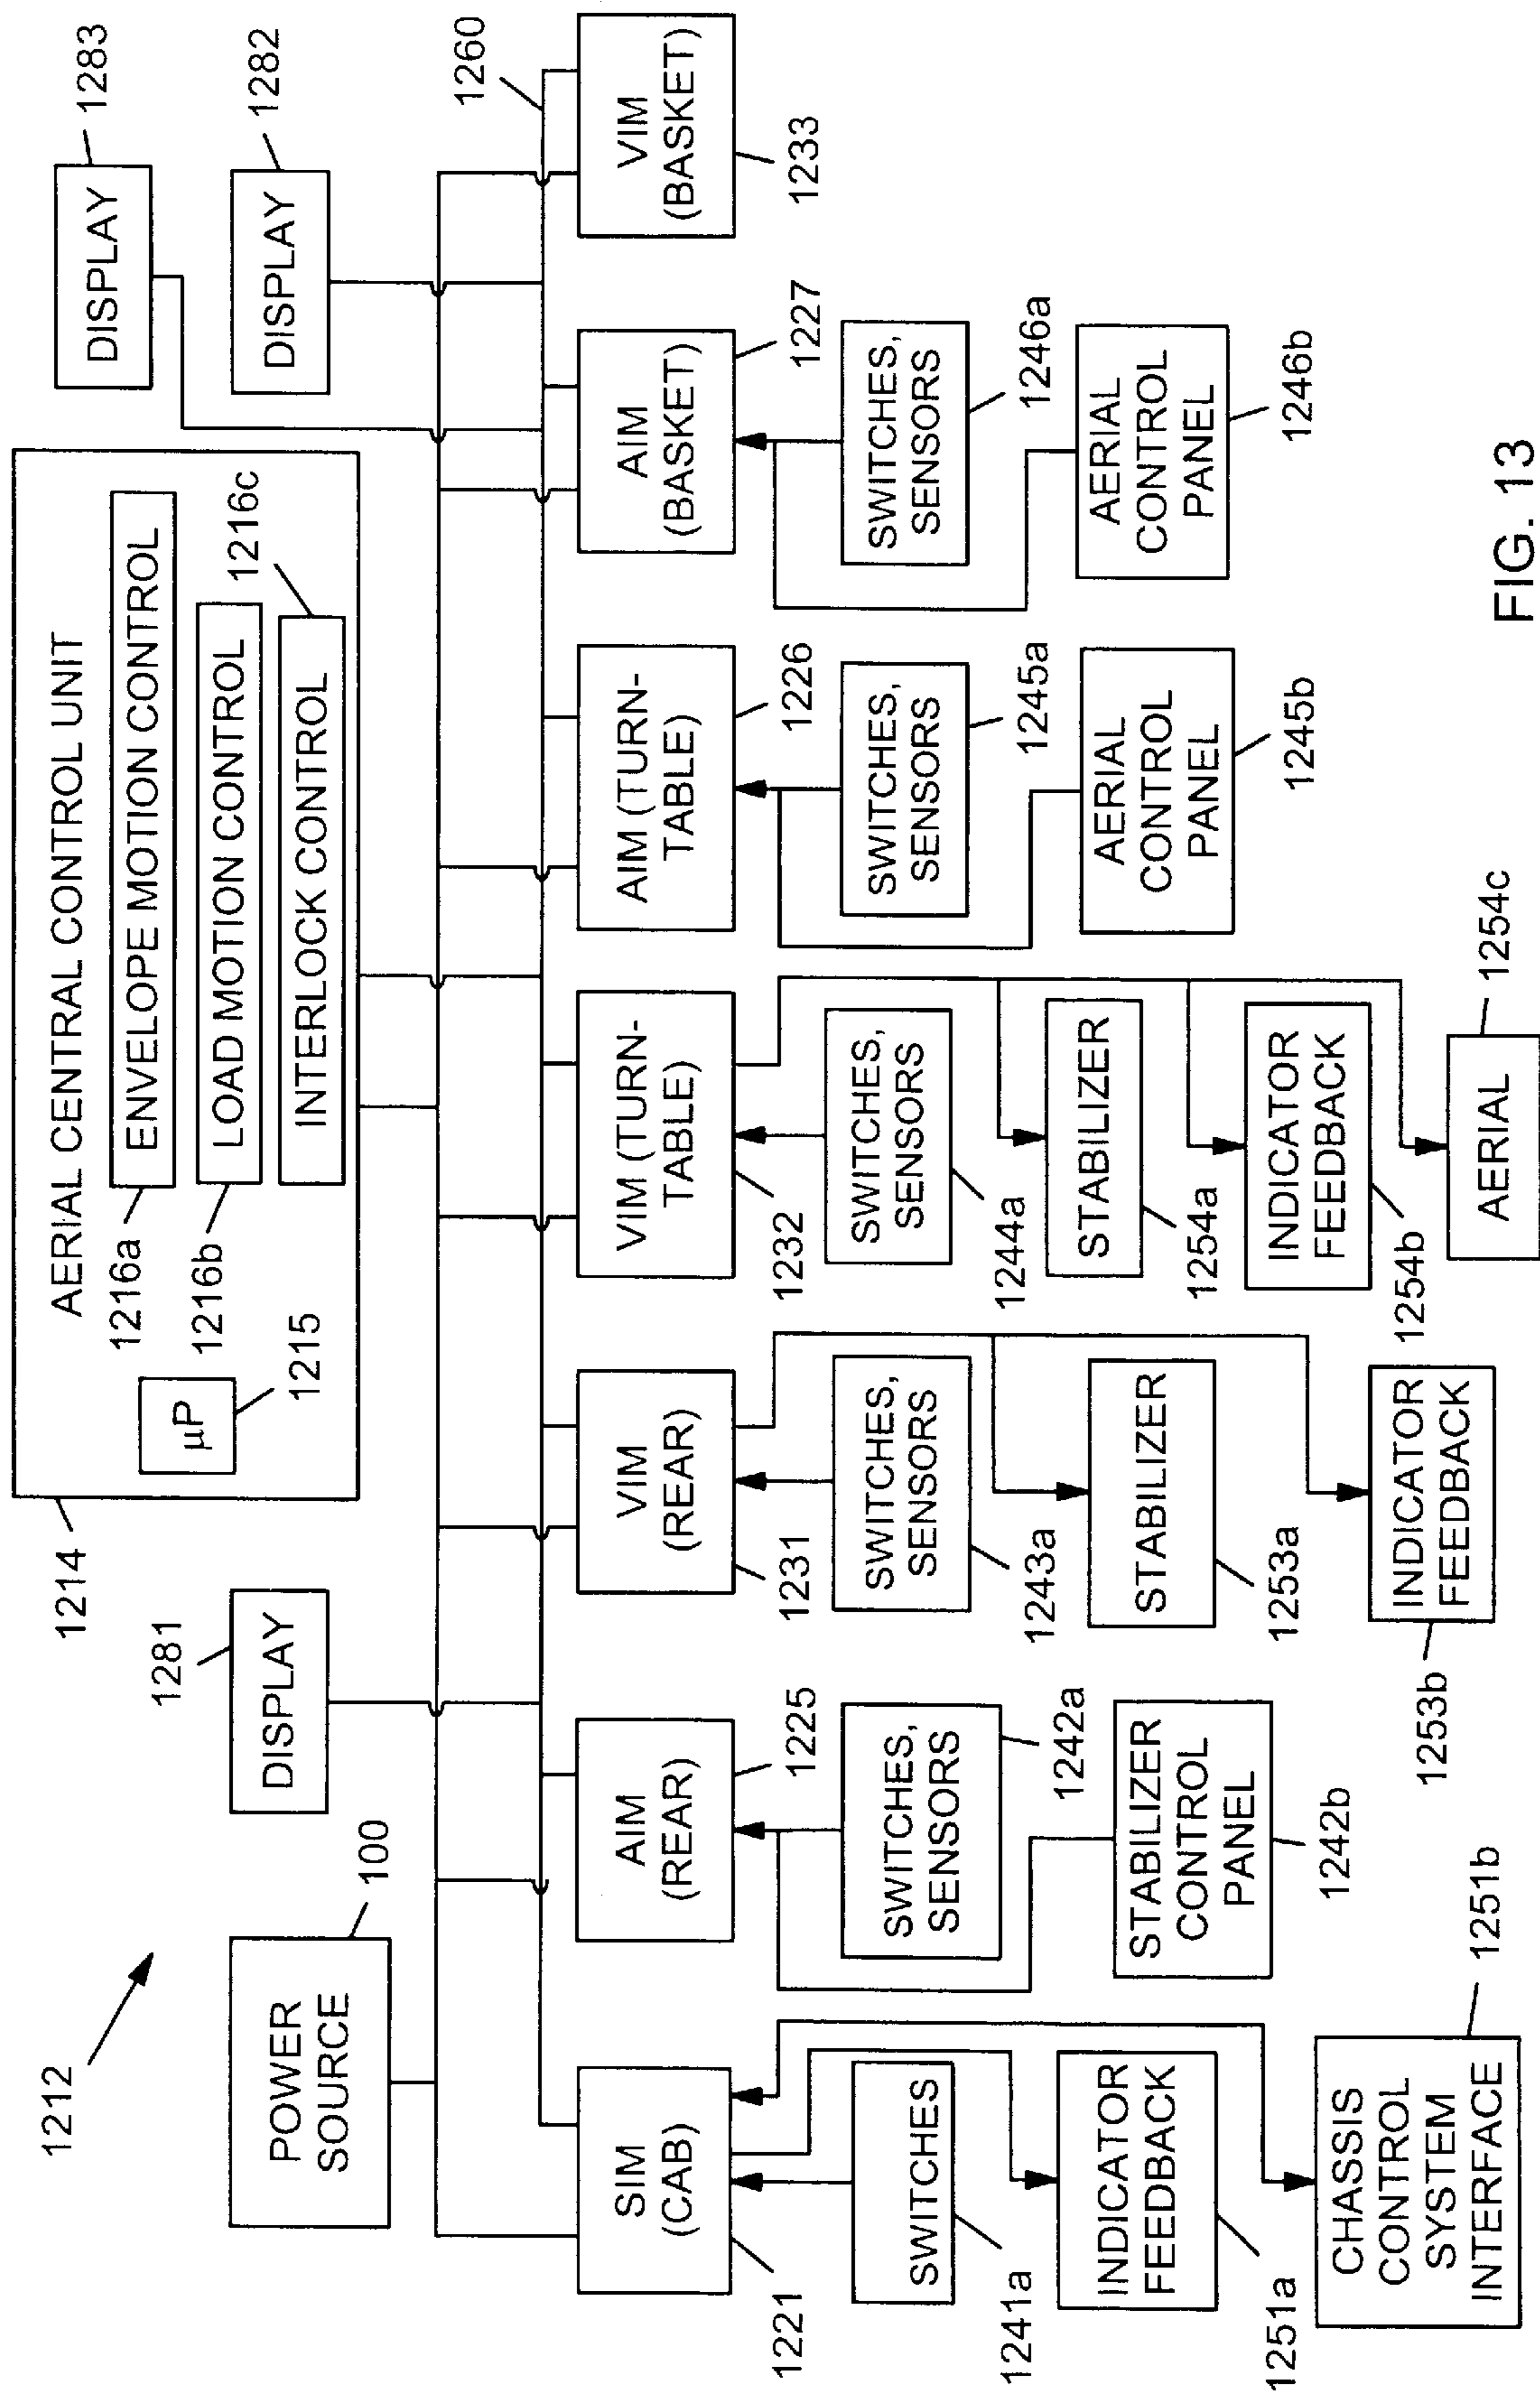 1212
POWER
SOURCE
100
DISPLAY
1281
1214
AERIAL CENTRAL CONTROL UNIT
µP
1215
ENVELOPE MOTION CONTROL
1216a
LOAD MOTION CONTROL
1216b
INTERLOCK CONTROL
1216c
DISPLAY
1283
DISPLAY
1282
1260
SIM
(CAB)
1221
AIM
(REAR)
1225
VIM
(REAR)
1231
VIM (TURN-
TABLE)
1232
AIM (TURN-
TABLE)
1226
AIM
(BASKET)
1227
VIM
(BASKET)
1233
SWITCHES
1241a
SWITCHES,
SENSORS
1242a
SWITCHES,
SENSORS
1243a
SWITCHES,
SENSORS
1244a
SWITCHES,
SENSORS
1245a
SWITCHES,
SENSORS
1246a
INDICATOR
FEEDBACK
1251a
STABILIZER
CONTROL
PANEL
1242b
STABILIZER
1253a
STABILIZER
1254a
AERIAL
CONTROL
PANEL
1245b
AERIAL
CONTROL
PANEL
1246b
CHASSIS
CONTROL
SYSTEM
INTERFACE
1251b
INDICATOR
FEEDBACK
1253b
INDICATOR
FEEDBACK
1254b
AERIAL
1254c
FIG. 13